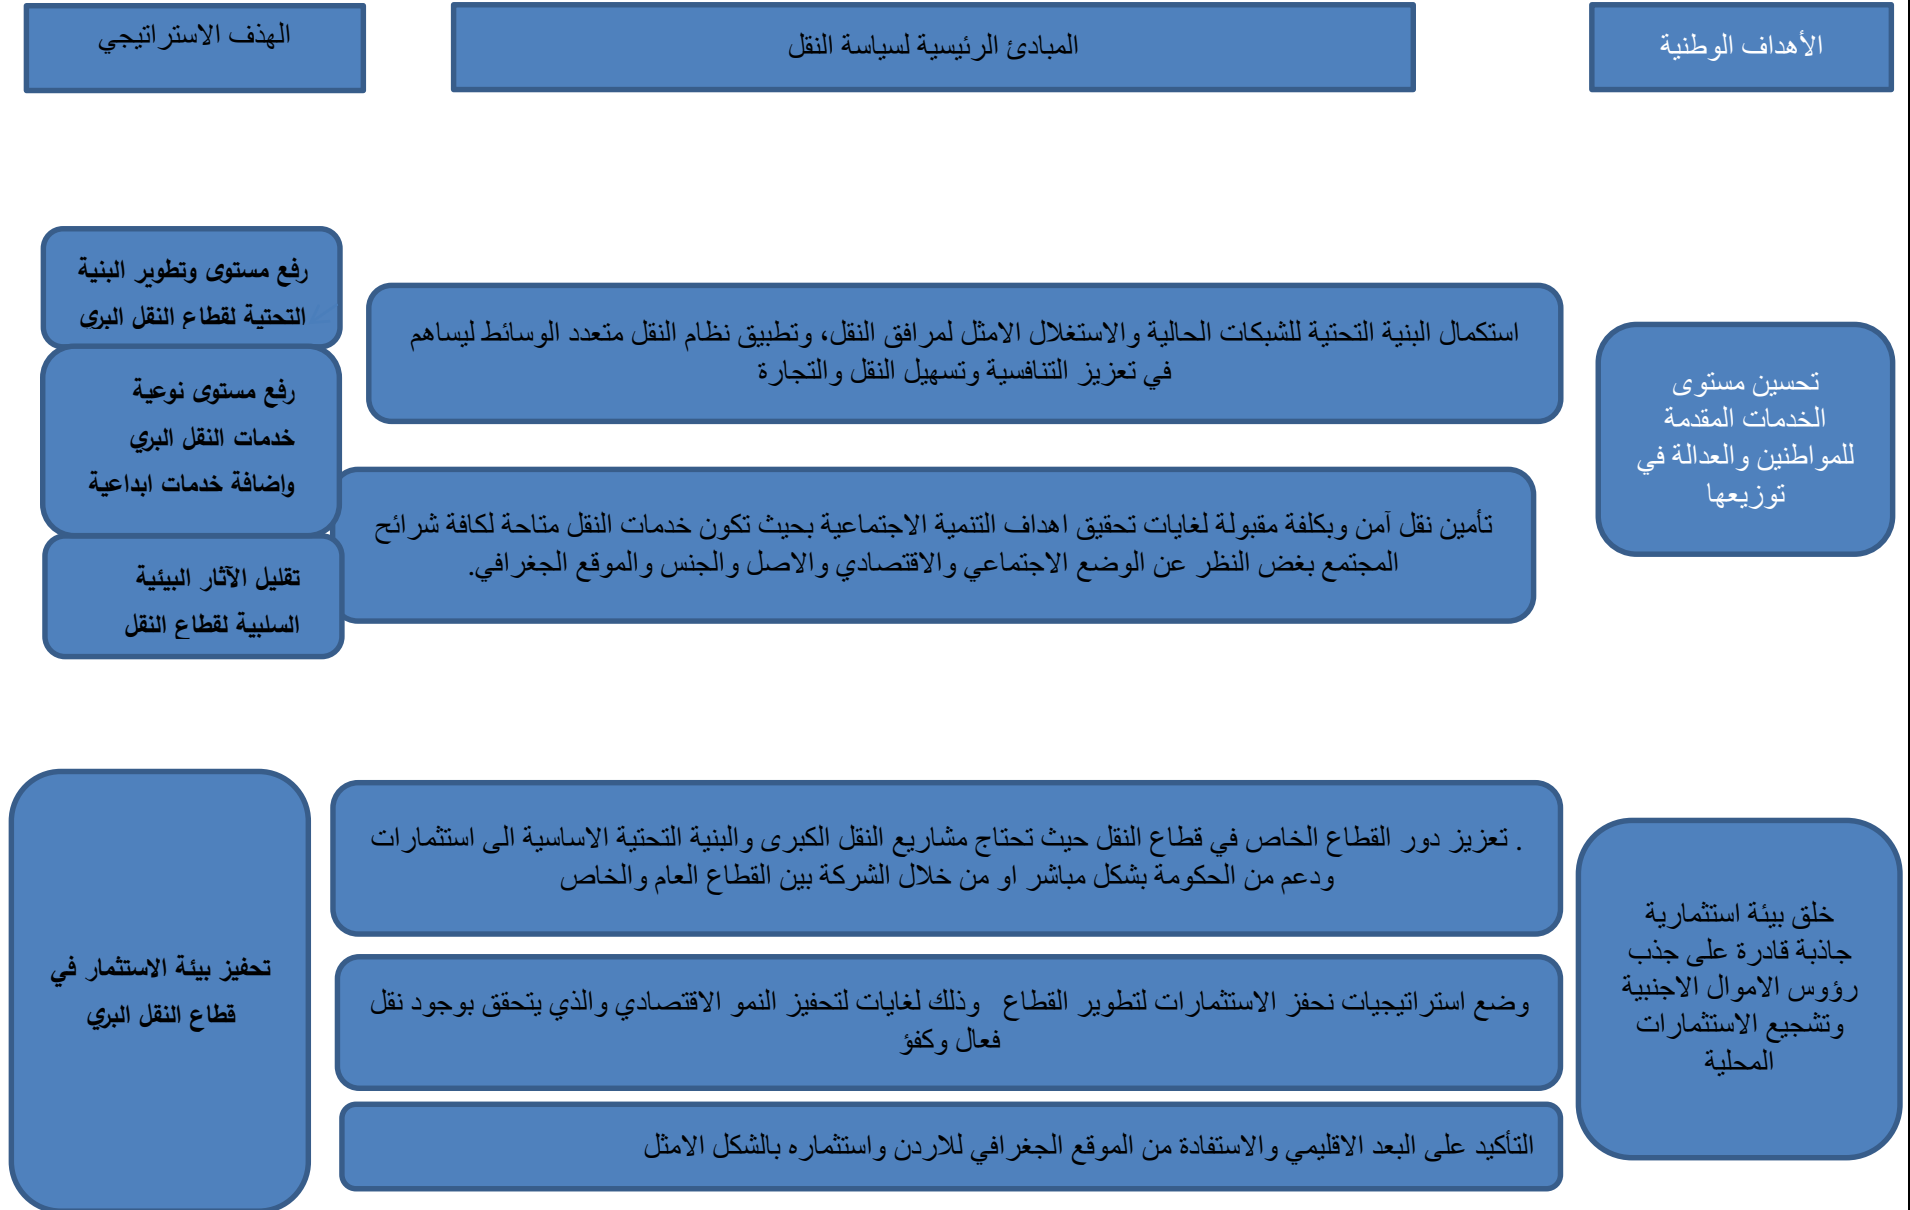 الأهداف الوطنية
المبادئ الرئيسية لسياسة النقل
الهدف الاستراتيجي
تحسين مستوى
الخدمات المقدمة
للمواطنين والعدالة في
توزيعها
استكمال البنية التحتية للشبكات الحالية والاستغلال الامثل لمرافق النقل، وتطبيق نظام النقل متعدد الوسائط ليساهم
في تعزيز التنافسية وتسهيل النقل والتجارة
تأمين نقل آمن وبكلفة مقبولة لغايات تحقيق اهداف التنمية الاجتماعية بحيث تكون خدمات النقل متاحة لكافة شرائح
المجتمع بغض النظر عن الوضع الاجتماعي والاقتصادي والاصل والجنس والموقع الجغرافي.
رفع مستوى وتطوير البنية
التحتية لقطاع النقل البري
رفع مستوى نوعية
خدمات النقل البري
واضافة خدمات ابداعية
تقليل الآثار البيئية
السلبية لقطاع النقل
خلق بيئة استثمارية
جاذبة قادرة على جذب
رؤوس الاموال الاجنبية
وتشجيع الاستثمارات
المحلية
. تعزيز دور القطاع الخاص في قطاع النقل حيث تحتاج مشاريع النقل الكبرى والبنية التحتية الاساسية الى استثمارات
ودعم من الحكومة بشكل مباشر او من خلال الشركة بين القطاع العام والخاص
وضع استراتيجيات نحفز الاستثمارات لتطوير القطاع وذلك لغايات لتحفيز النمو الاقتصادي والذي يتحقق بوجود نقل
فعال وكفؤ
التأكيد على البعد الاقليمي والاستفادة من الموقع الجغرافي للاردن واستثماره بالشكل الامثل
تحفيز بيئة الاستثمار في
قطاع النقل البري